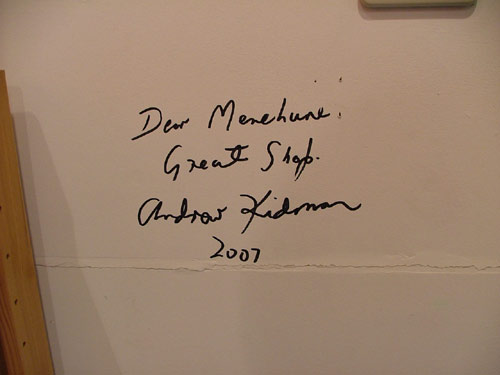 Dear Menehune.
Great Shop.
Andrew Kidman
2007